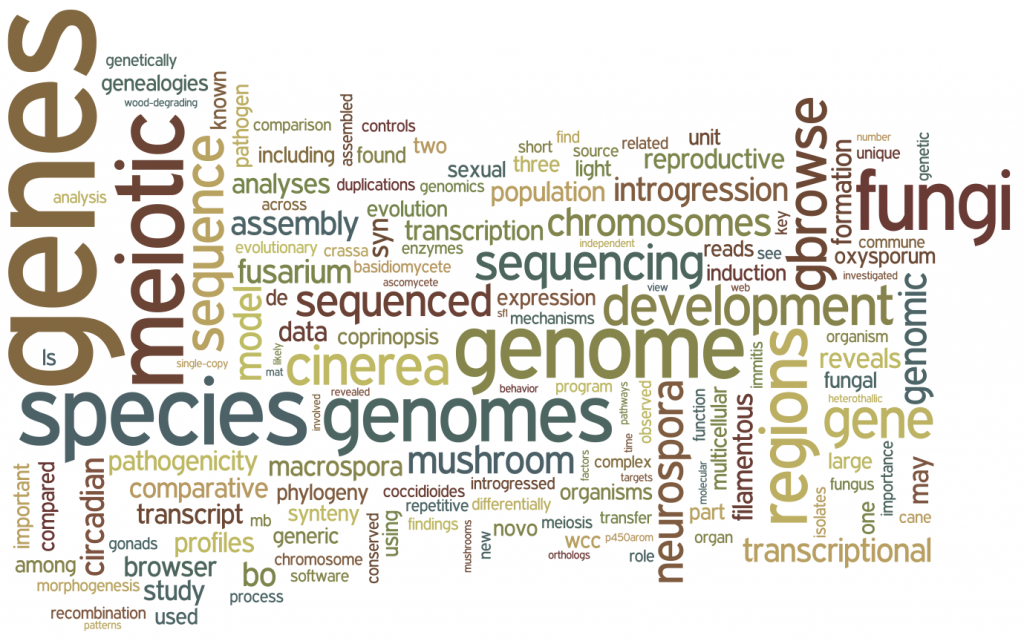 genes
genetically
genealogies
wood-degrading
meiotic
known
sequence
pathogen
analysis
comparison
assembled
controls
including
found
two
short
find
source
related
unit
three
light
reproductive
sexual
analyses
duplications
genomics
population
introgression
across
assembly
evolution
transcription
chromosomes
key
gbrowse
formation
number
unique
genetic
fungi
commune
oxysporum
investigated
evolutionary
crassa
syn
enzymes
independent
reads
see
fusarium
basidiomycete
ascomycete
sequencing
view
induction
web
model
de
sequenced
expression
sfl
mechanisms
development
genomic
data
coprinopsis
genome
organism
reveals
fungal
heterothallic
ls
single-copy
mat
likely
cinerea
immitis
regions
gene
species
revealed
involved
genomes
behavior
program
pathways
observed
neurospora
function
multicellular
filamentous
molecular
important
compared
circadian
pathogenicity
macrospora
mushroom
time
factors
complex
targets
large
fungus
importance
may
comparative
phylogeny
coccidioides
introgressed
organisms
isolates
one
cane
transcript
mb
synteny
repetitive
differentially
part
gonads
profiles
generic
conserved
using
findings
mushrooms
new
novo
meiosis
transfer
wcc
p450arom
orthologs
role
organ
transcriptional
among
browser
bo
chromosome
software
morphogenesis
study
process
recombination
used
patterns